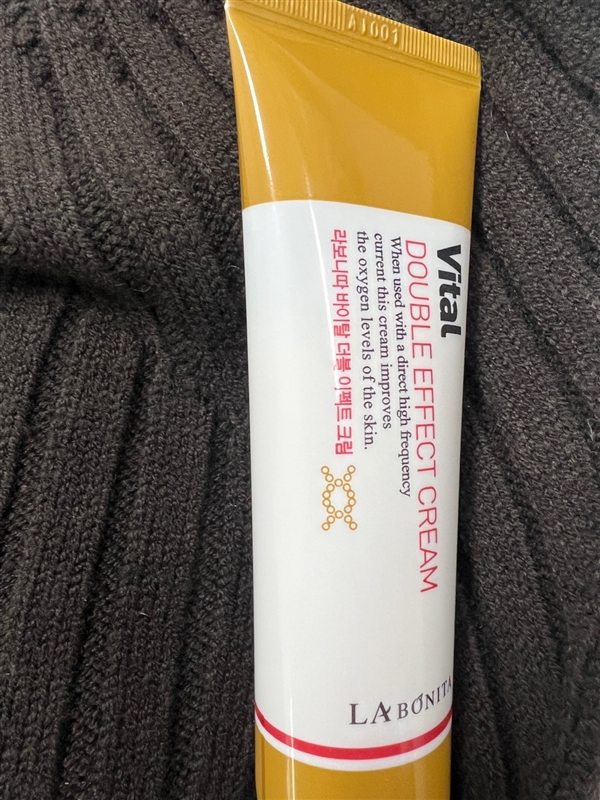 A1001
Vital
DOUBLE EFFECT CREAM
When used with a direct high frequency
current this cream improves
the oxygen levels of the skin.
라보니따 바이탈 더블 이펙트 크림
LABONITA